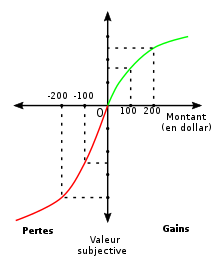 -200 -100
O
100 200
Montant
(en dollar)
Pertes
Gains
Valeur
subjective